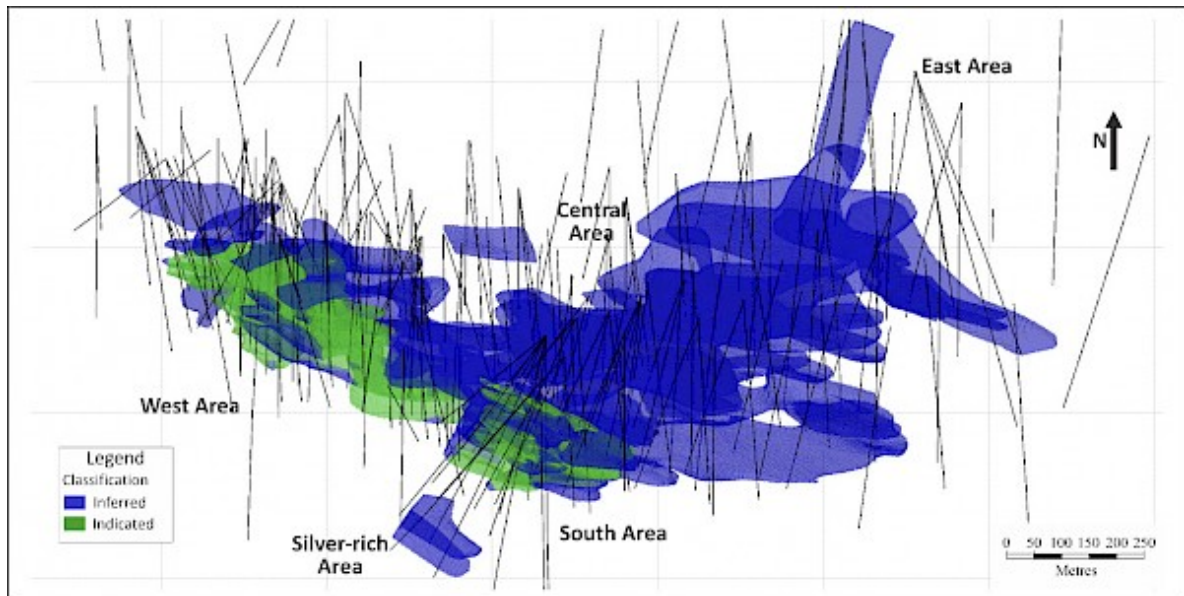 East Area
N
Central
Area
West Area
Legend
Classification
Inferred
Indicated
Silver-rich
Area
South Area
0 50 100 150 200 250
Metres